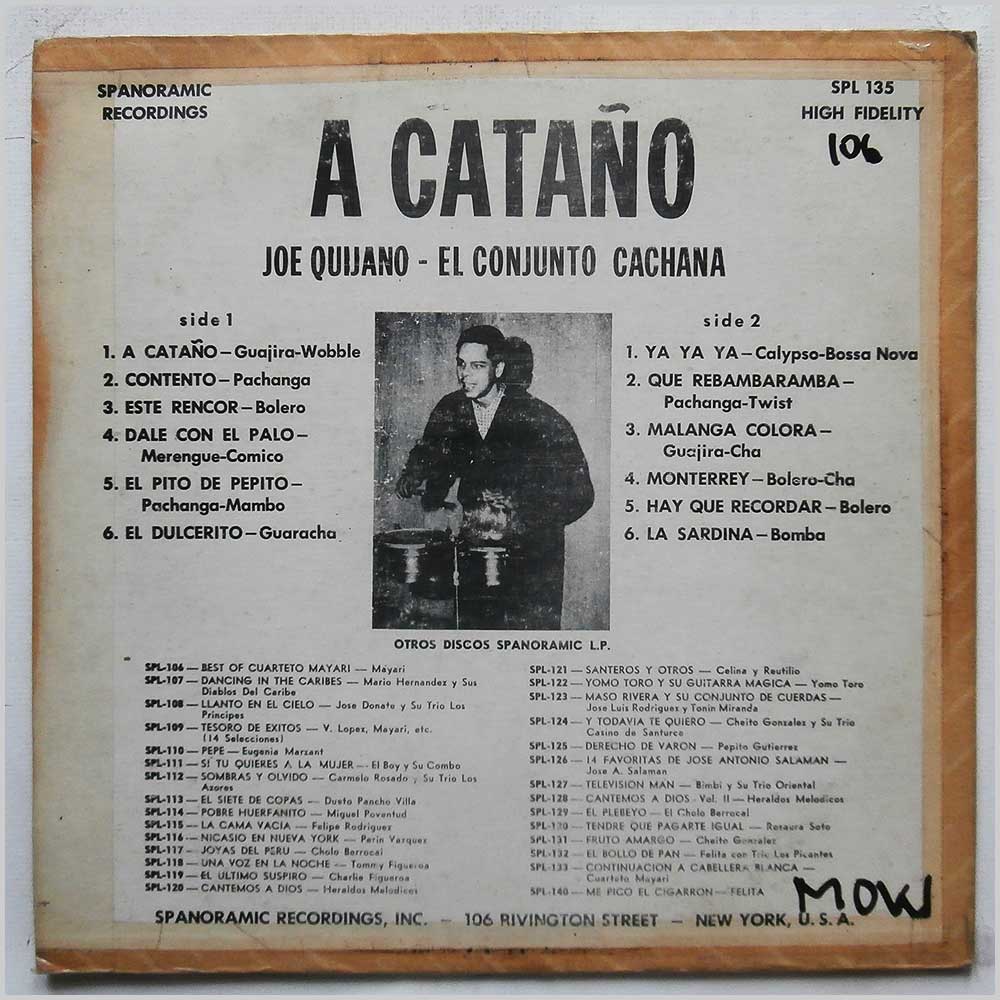 SPANORAMIC
RECORDINGS
SPL 135
HIGH FIDELITY
106
A CATAÑO
JOE QUIJANO - EL CONJUNTO CACHANA
side 1
1. A CATAÑO — Guajira-Wobble
2. CONTENTO — Pachanga
3. ESTE RENCOR — Bolero
4. DALE CON EL PALO —
Merengue-Comico
5. EL PITO DE PEPITO —
Pachanga-Mambo
6. EL DULCERITO — Guaracha
side 2
1. YA YA YA — Calypso-Bossa Nova
2. QUE REBAMBARAMBA —
Pachanga-Twist
3. MALANGA COLORA —
Guajira-Cha
4. MONTERREY — Bolero-Cha
5. HAY QUE RECORDAR — Bolero
6. LA SARDINA — Bomba
OTROS DISCOS SPANORAMIC L.P.
SPL-106 — BEST OF CUARTETO MAYARI — Mayari
SPL-107 — DANCING IN THE CARIBES — Mario Hernandez y Sus
Diablos Del Caribe
SPL-108 — LLANTO EN EL CIELO — Jose Donato y Su Trio Los
Principes
SPL-109 — TESORO DE EXITOS — V. Lopez, Mayari, etc.
(14 Selecciones)
SPL-110 — PEPE — Eugenia Marzant
SPL-111 — SI TU QUIERES A LA MUJER — El Boy y Su Combo
SPL-112 — SOMBRAS Y OLVIDO — Carmelo Rosado y Su Trio Los
Azores
SPL-113 — EL SIETE DE COPAS — Dueto Pancho Villa
SPL-114 — POBRE HUERFANITO — Miguel Poventud
SPL-115 — LA CAMA VACIA — Felipe Rodriguez
SPL-116 — NICASIO EN NUEVA YORK — Perin Vazquez
SPL-117 — JOYAS DEL PERU — Cholo Berrocal
SPL-118 — UNA VOZ EN LA NOCHE — Tommy Figueroa
SPL-119 — EL ULTIMO SUSPIRO — Charlie Figueroa
SPL-120 — CANTEMOS A DIOS — Heraldos Melodicos
SPL-121 — SANTEROS Y OTROS — Celina y Reutilio
SPL-122 — YOMO TORO Y SU GUITARRA MAGICA — Yomo Toro
SPL-123 — MASO RIVERA Y SU CONJUNTO DE CUERDAS —
Jose Luis Rodriguez y Tonin Miranda
SPL-124 — Y TODAVIA TE QUIERO — Cheito Gonzalez y Su Trio
Casino de Santurce
SPL-125 — DERECHO DE VARON — Pepito Gutierrez
SPL-126 — 14 FAVORITAS DE JOSE ANTONIO SALAMAN —
Jose A. Salaman
SPL-127 — TELEVISION MAN — Bimbi y Su Trio Oriental
SPL-128 — CANTEMOS A DIOS - Vol. II — Heraldos Melodicos
SPL-129 — EL PLEBEYO — El Cholo Berrocal
SPL-130 — TENDRE QUE PAGARTE IGUAL — Rosaura Soto
SPL-131 — FRUTO AMARGO — Cheito Gonzalez
SPL-132 — EL BOLLO DE PAN — Felita con Trio Los Picantes
SPL-133 — CONTINUACION A CABELLERA BLANCA —
Cuarteto Mayari
SPL-140 — ME PICO EL CIGARRON — FELITA
MOW
SPANORAMIC RECORDINGS, INC. — 106 RIVINGTON STREET — NEW YORK, U.S.A.